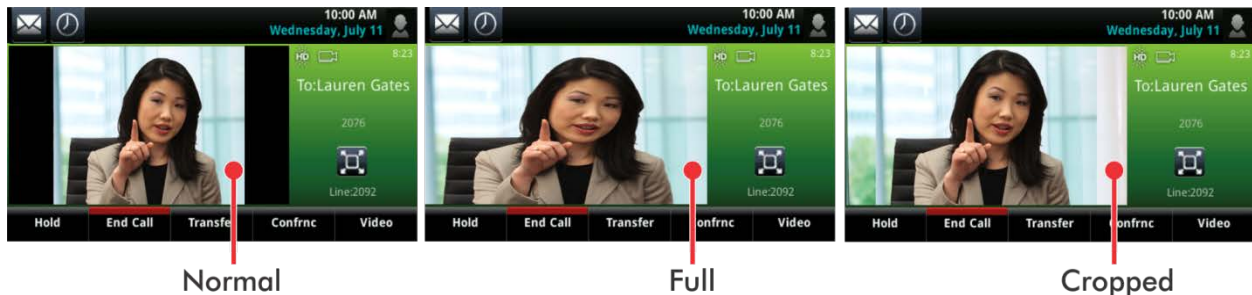 10:00 AM
Wednesday, July 11
HD
8:23
To:Lauren Gates
2076
Line:2092
Hold End Call Transfer Confrnc Video
Normal
10:00 AM
Wednesday, July 11
HD
8:23
To:Lauren Gates
2076
Line:2092
Hold End Call Transfer Confrnc Video
Full
10:00 AM
Wednesday, July 11
HD
8:23
To:Lauren Gates
2076
Line:2092
Hold End Call Transfer Confrnc Video
Cropped